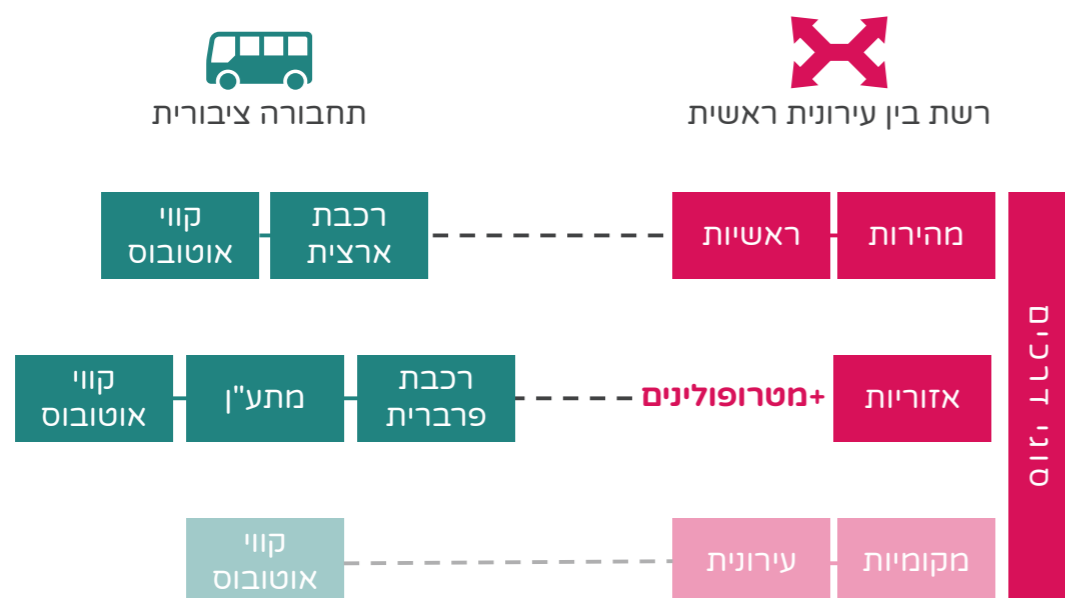 רשת בין עירונית ראשית
תחבורה ציבורית
סוגי דרכים
מהירות
ראשיות
רכבת
ארצית
קווי
אוטובוס
אזוריות
+מטרופולינים
רכבת
פרברית
מתע"ן
קווי
אוטובוס
מקומיות
עירונית
קווי
אוטובוס